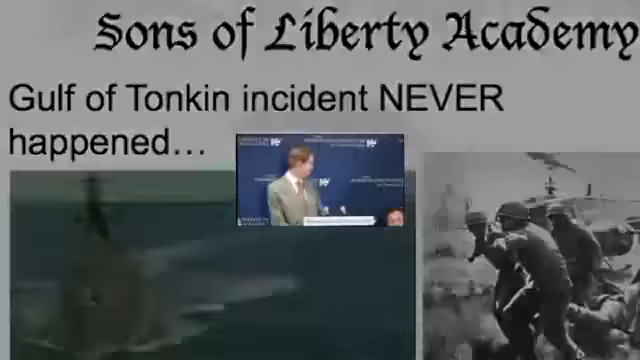 Sons of Liberty Academy
Gulf of Tonkin incident NEVER
happened...